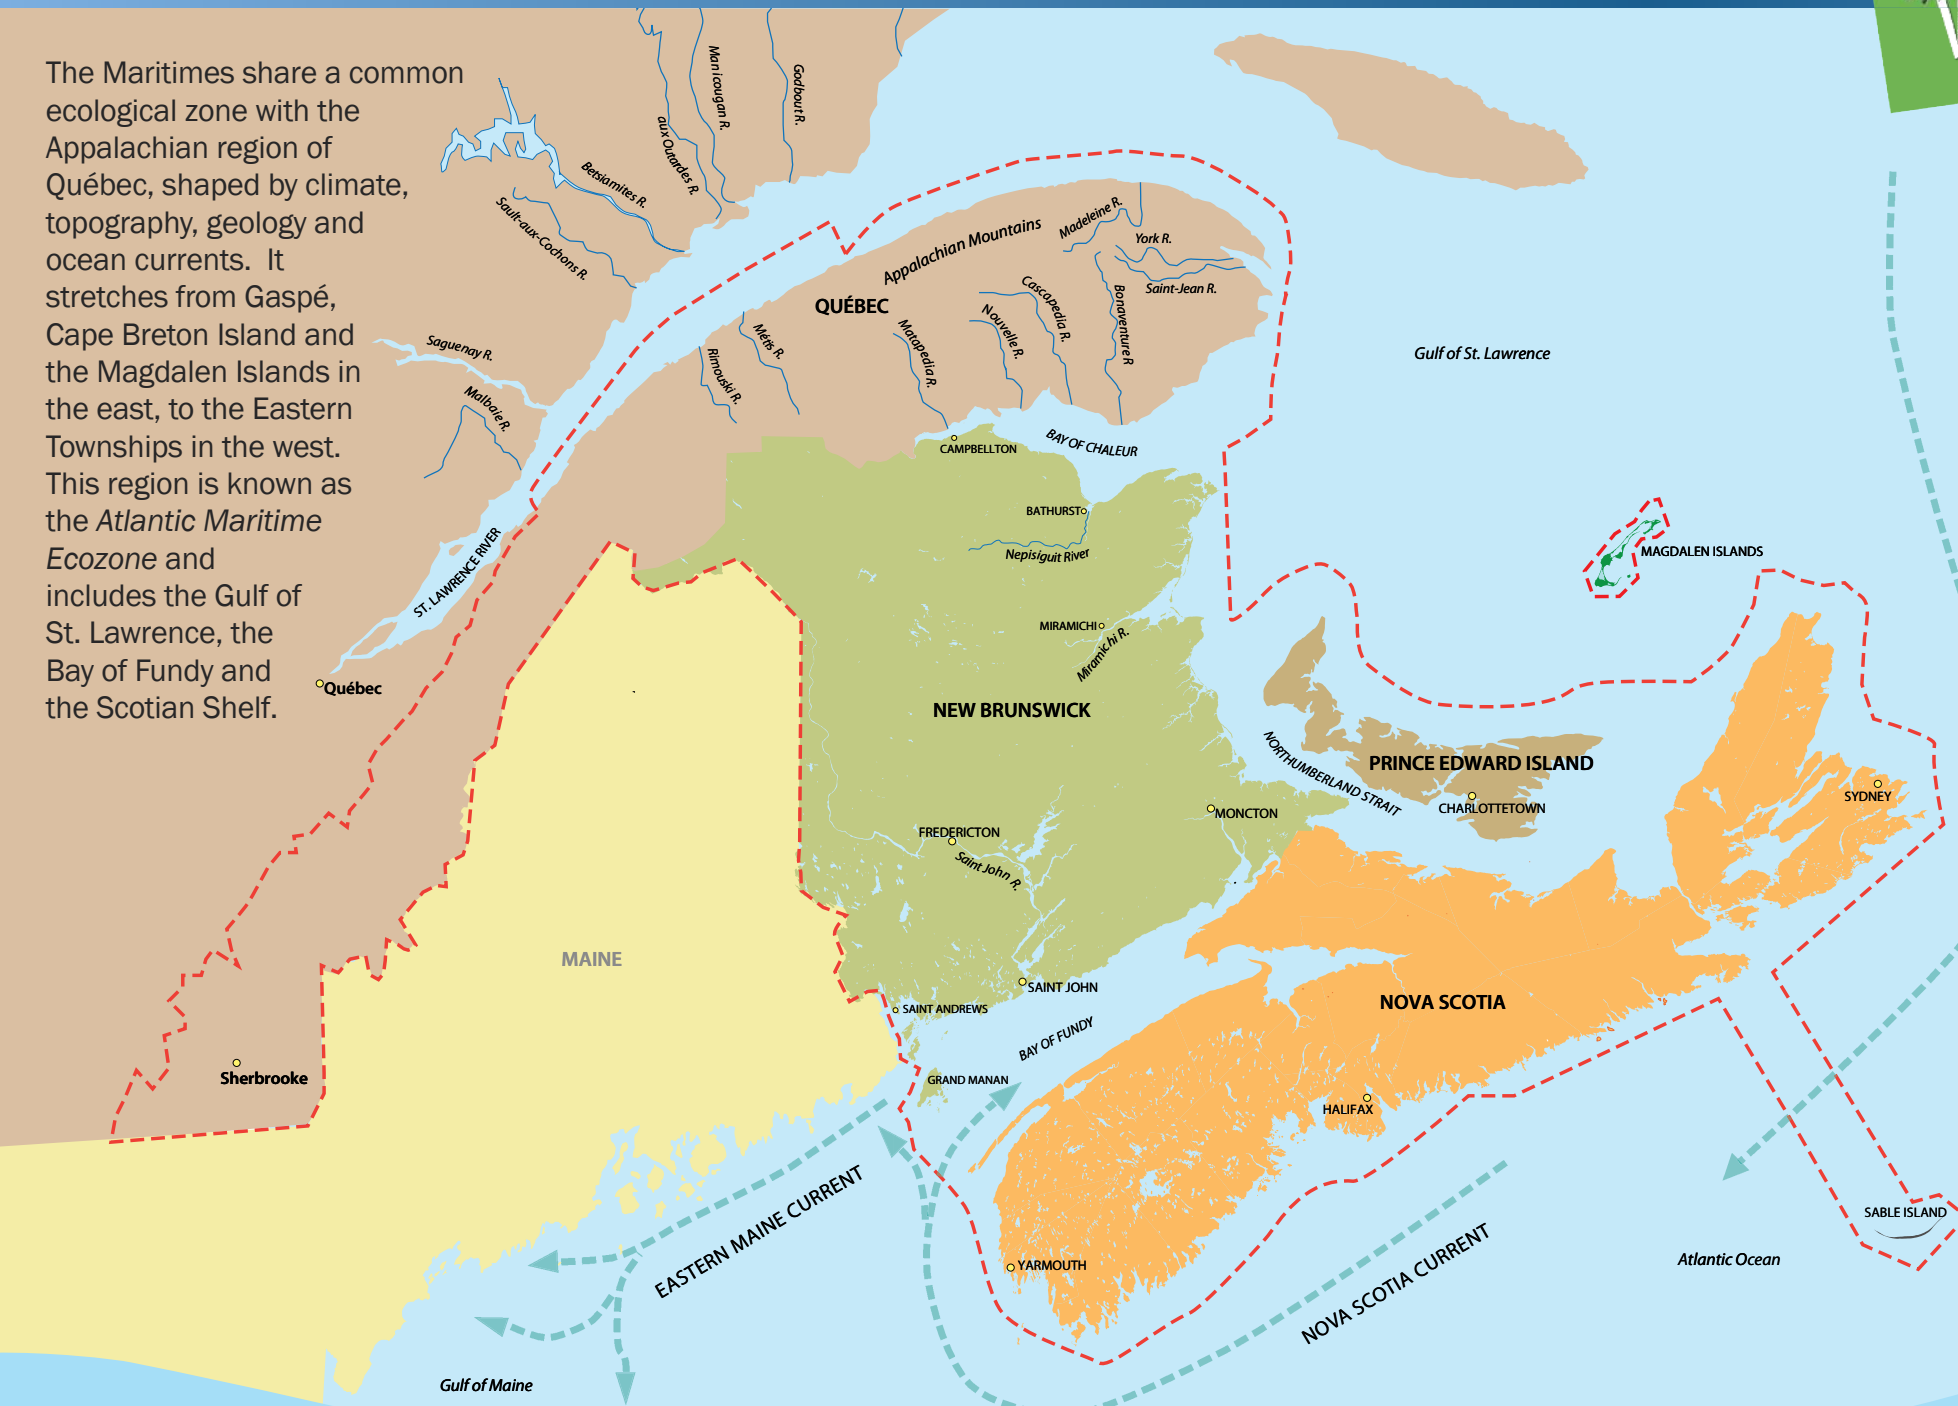 The Maritimes share a common
ecological zone with the
Appalachian region of
Québec, shaped by climate,
topography, geology and
ocean currents.  It
stretches from Gaspé,
Cape Breton Island and
the Magdalen Islands in
the east, to the Eastern
Townships in the west.
This region is known as
the Atlantic Maritime
Ecozone and
includes the Gulf of
St. Lawrence, the
Bay of Fundy and
the Scotian Shelf.
Manicougan R.
Godbout R.
aux Outardes R.
Betsiamites R.
Sault-aux-Cochons R.
Saguenay R.
Malbaie R.
ST. LAWRENCE RIVER
Québec
Sherbrooke
Appalachian Mountains
QUÉBEC
Madeleine R.
York R.
Saint-Jean R.
Bonaventure R
Cascapedia R.
Nouvelle R.
Matapedia R.
Métis R.
Rimouski R.
Gulf of St. Lawrence
CAMPBELLTON
BAY OF CHALEUR
BATHURST
Nepisiguit River
MAGDALEN ISLANDS
MIRAMICHI
Miramichi R.
NEW BRUNSWICK
NORTHUMBERLAND STRAIT
PRINCE EDWARD ISLAND
CHARLOTTETOWN
SYDNEY
MONCTON
FREDERICTON
Saint John R.
MAINE
SAINT JOHN
SAINT ANDREWS
BAY OF FUNDY
GRAND MANAN
NOVA SCOTIA
HALIFAX
YARMOUTH
SABLE ISLAND
Atlantic Ocean
EASTERN MAINE CURRENT
NOVA SCOTIA CURRENT
Gulf of Maine